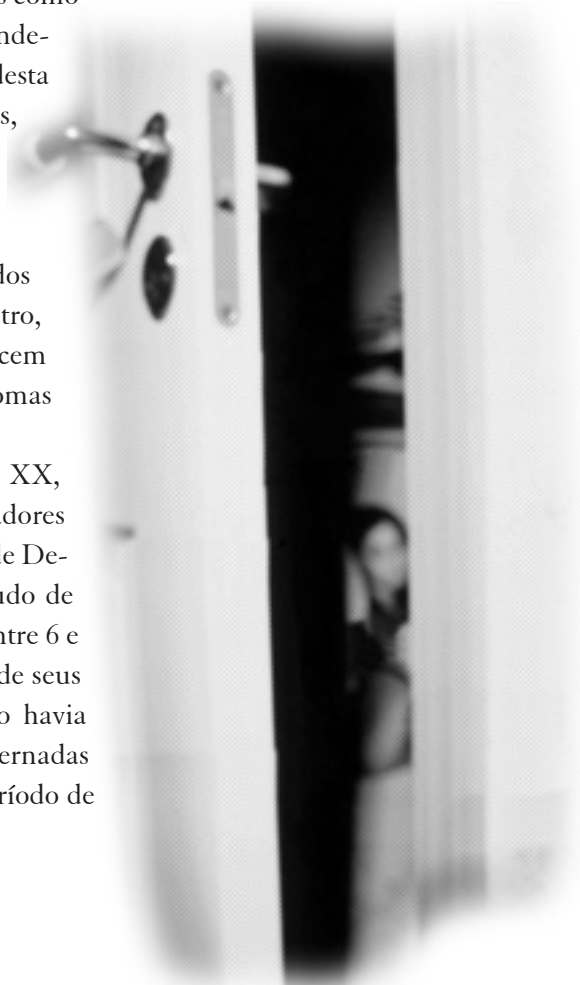 s como
nde-
desta
s,
dos
tro,
cem
omas
XX,
adores
de De-
udo de
ntre 6 e
de seus
o havia
ernadas
ríodo de